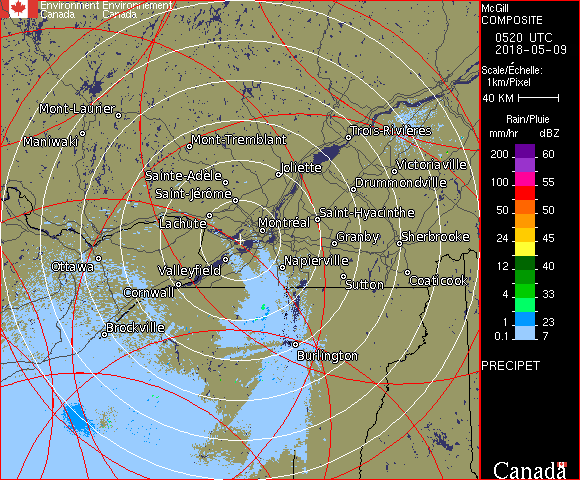 Environment Environnement
Canada Canada
McGill
COMPOSITE
0520 UTC
2018-05-09
Scale/Échelle:
1km/Pixel
40 KM
Rain/Pluie
mm/hr dBZ
200 60
100 55
50 50
24 45
12 40
4 33
1 23
0.1 7
PRECIPET
Canada
Mont-Laurier
Maniwaki
Mont-Tremblant
Trois-Rivières
Joliette
Victoriaville
Sainte-Adèle
Drummondville
Saint-Jérôme
Saint-Hyacinthe
Lachute
Montréal
Granby
Sherbrooke
Ottawa
Valleyfield
Napierville
Cornwall
Sutton
Coaticook
Brockville
Burlington